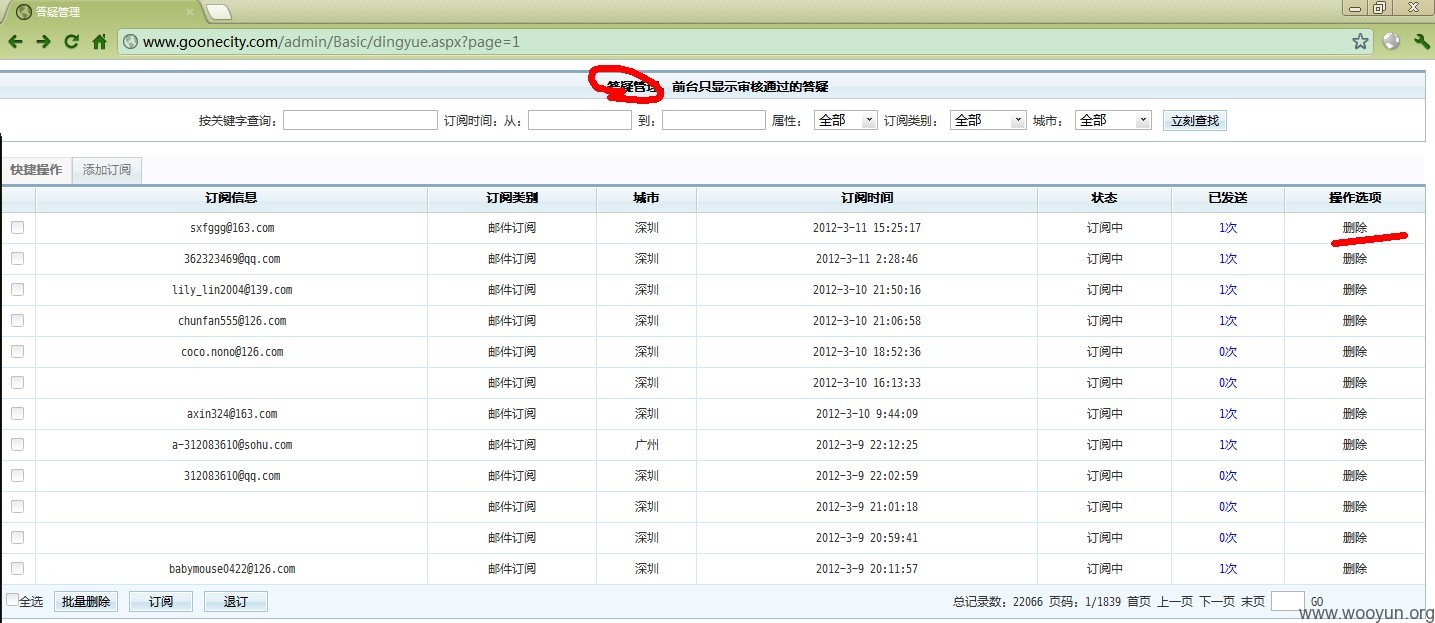 答疑管理
www.goonecity.com/admin/Basic/dingyue.aspx?page=1
答疑管理 前台只显示审核通过的答疑
按关键字查询： 订阅时间：从： 到： 属性： 全部 订阅类别： 全部 城市： 全部 立刻查找
快捷操作 添加订阅
订阅信息 订阅类别 城市 订阅时间 状态 已发送 操作选项
sxfggg@163.com 邮件订阅 深圳 2012-3-11 15:25:17 订阅中 1次 删除
362323469@qq.com 邮件订阅 深圳 2012-3-11 2:28:46 订阅中 1次 删除
lily_lin2004@139.com 邮件订阅 深圳 2012-3-10 21:50:16 订阅中 1次 删除
chunfan555@126.com 邮件订阅 深圳 2012-3-10 21:06:58 订阅中 1次 删除
coco.nono@126.com 邮件订阅 深圳 2012-3-10 18:52:36 订阅中 0次 删除
邮件订阅 深圳 2012-3-10 16:13:33 订阅中 0次 删除
axin324@163.com 邮件订阅 深圳 2012-3-10 9:44:09 订阅中 1次 删除
a-312083610@sohu.com 邮件订阅 广州 2012-3-9 22:12:25 订阅中 1次 删除
312083610@qq.com 邮件订阅 深圳 2012-3-9 22:02:59 订阅中 0次 删除
邮件订阅 深圳 2012-3-9 21:01:18 订阅中 0次 删除
邮件订阅 深圳 2012-3-9 20:59:41 订阅中 0次 删除
babymouse0422@126.com 邮件订阅 深圳 2012-3-9 20:11:57 订阅中 1次 删除
全选 批量删除 订阅 退订 总记录数：22066 页码：1/1839 首页 上一页 下一页 末页 GO
www.wooyun.org